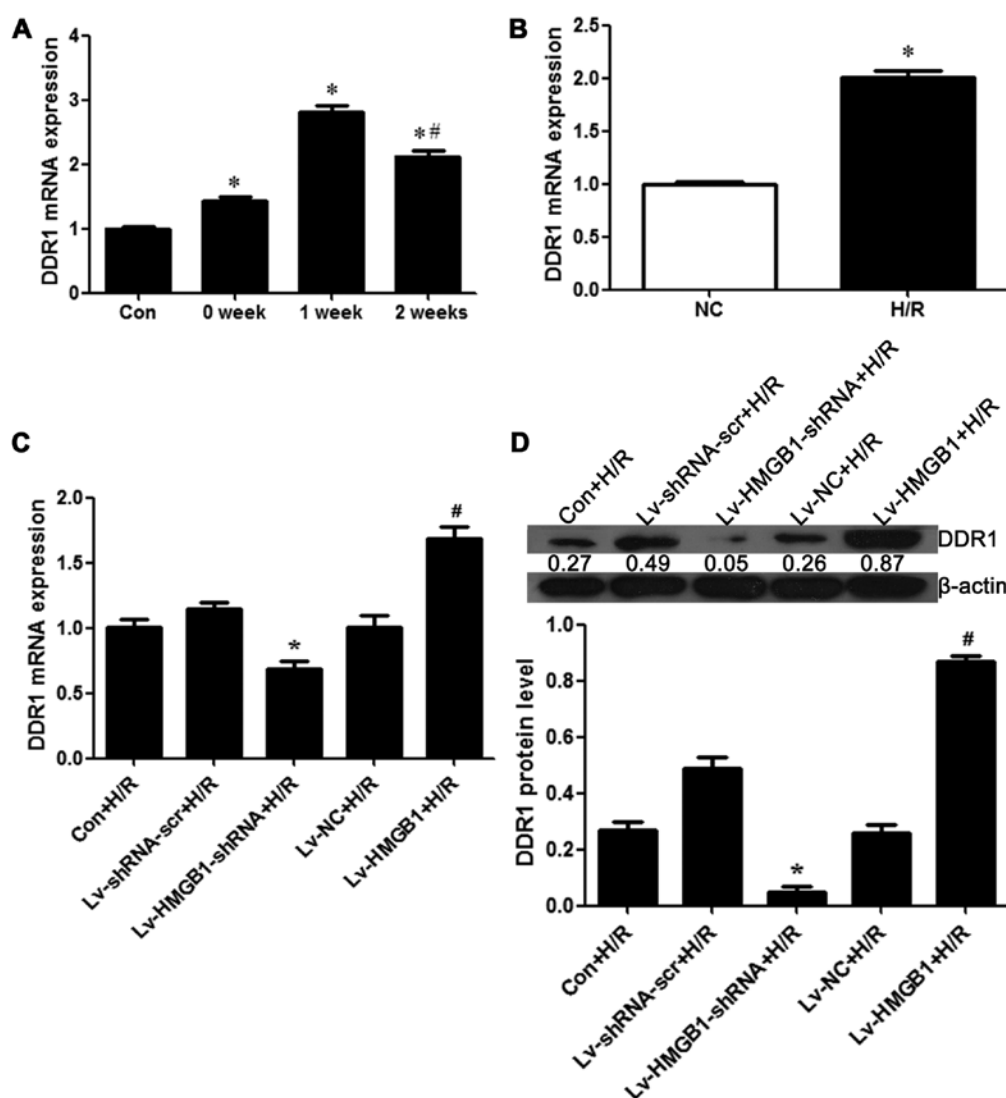 A
DDR1 mRNA expression
4
3
2
1
0
*
*
* #
Con 0 week 1 week 2 weeks
B
DDR1 mRNA expression
2.5
2.0
1.5
1.0
0.5
0.0
*
NC H/R
C
DDR1 mRNA expression
2.0
1.5
1.0
0.5
0.0
*
#
Con+H/R
Lv-shRNA-scr+H/R
Lv-HMGB1-shRNA+H/R
Lv-NC+H/R
Lv-HMGB1+H/R
D
Con+H/R
Lv-shRNA-scr+H/R
Lv-HMGB1-shRNA+H/R
Lv-NC+H/R
Lv-HMGB1+H/R
DDR1
0.27 0.49 0.05 0.26 0.87
β-actin
DDR1 protein level
1.0
0.8
0.6
0.4
0.2
0.0
*
#
Con+H/R
Lv-shRNA-scr+H/R
Lv-HMGB1-shRNA+H/R
Lv-NC+H/R
Lv-HMGB1+H/R